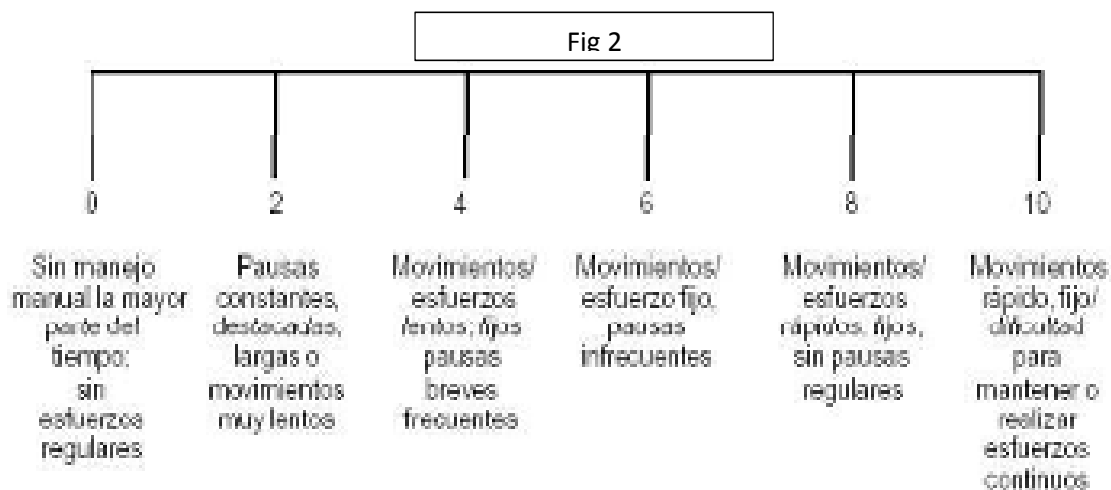 Fig 2
0
2
4
6
8
10
Sin manejo
manual la mayor
parte del
tiempo;
sin
esfuerzos
regulares
Pausas
constantes,
destacadas,
largas o
movimientos
muy lentos
Movimientos/
esfuerzos
lentos; fijos
pausas
breves
frecuentes
Movimientos/
esfuerzo fijo,
pausas
infrecuentes
Movimientos/
esfuerzos
rápidos, fijos,
sin pausas
regulares
Movimientos
rápido, fijo/
dificultad
para
mantener o
realizar
esfuerzos
continuos